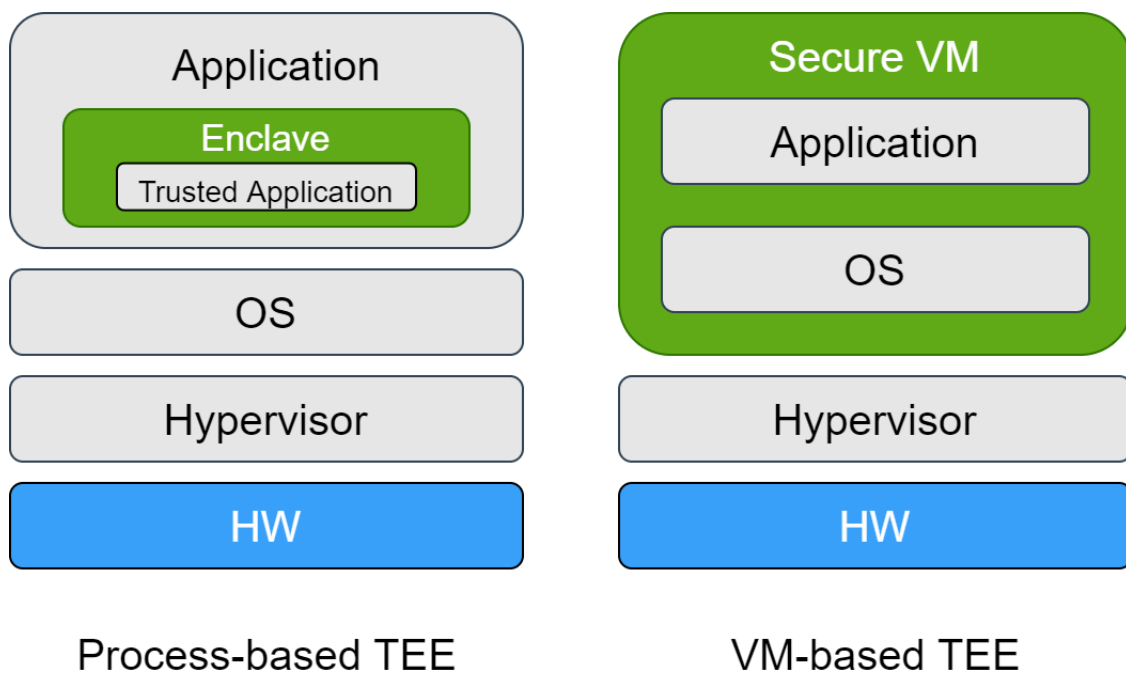 Application
Enclave
Trusted Application
OS
Hypervisor
HW
Process-based TEE
Secure VM
Application
OS
Hypervisor
HW
VM-based TEE